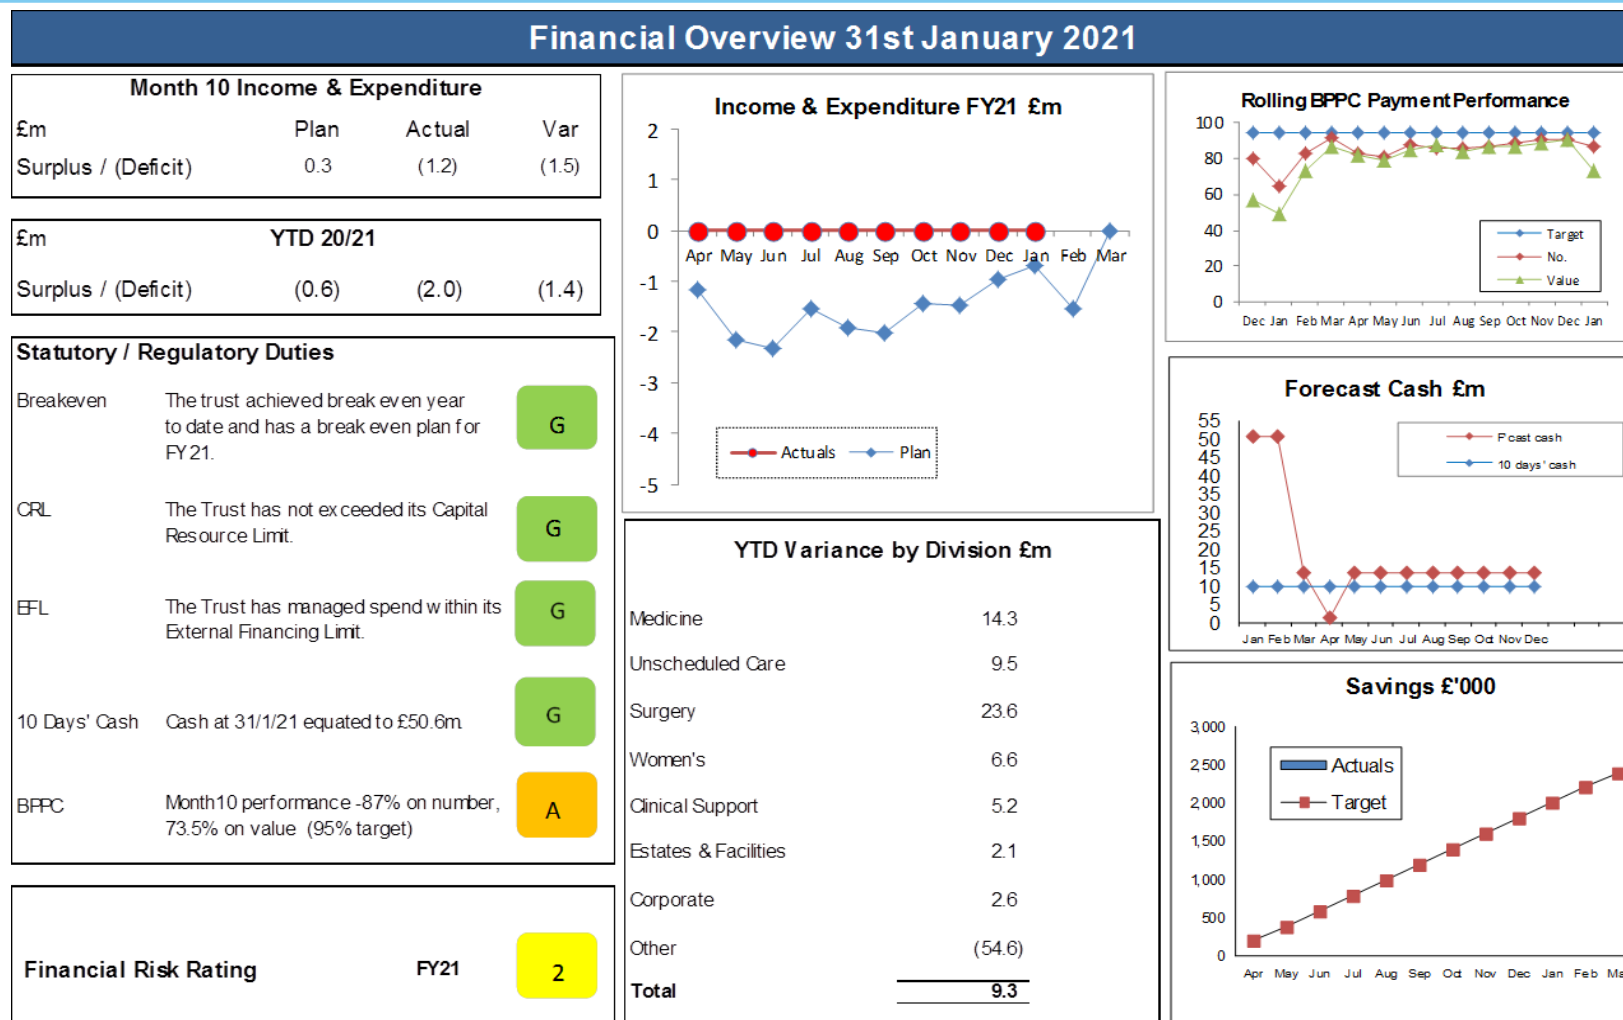 Financial Overview 31st January 2021
Month 10 Income & Expenditure
£m Plan Actual Var
Surplus / (Deficit) 0.3 (1.2) (1.5)
£m YTD 20/21
Surplus / (Deficit) (0.6) (2.0) (1.4)
Statutory / Regulatory Duties
Breakeven The trust achieved break even year
to date and has a break even plan for
FY21.
G
CRL The Trust has not exceeded its Capital
Resource Limit.
G
EFL The Trust has managed spend within its
External Financing Limit.
G
10 Days' Cash Cash at 31/1/21 equated to £50.6m.
G
BPPC Month10 performance -87% on number,
73.5% on value (95% target)
A
Financial Risk Rating FY21 2
Income & Expenditure FY21 £m
2
1
0
Apr May Jun Jul Aug Sep Oct Nov Dec Jan Feb Mar
-1
-2
-3
-4
-5
Actuals Plan
YTD Variance by Division £m
Medicine 14.3
Unscheduled Care 9.5
Surgery 23.6
Women's 6.6
Clinical Support 5.2
Estates & Facilities 2.1
Corporate 2.6
Other (54.6)
Total 9.3
Rolling BPPC Payment Performance
100
80
60
40
20
0
Target
No.
Value
Dec Jan Feb Mar Apr May Jun Jul Aug Sep Oct Nov Dec Jan
Forecast Cash £m
55
50
45
40
35
30
25
20
15
10
5
0
F'cast cash
10 days' cash
Jan Feb Mar Apr May Jun Jul Aug Sep Oct Nov Dec
Savings £'000
3,000
2,500
2,000
1,500
1,000
500
0
Actuals
Target
Apr May Jun Jul Aug Sep Oct Nov Dec Jan Feb Ma